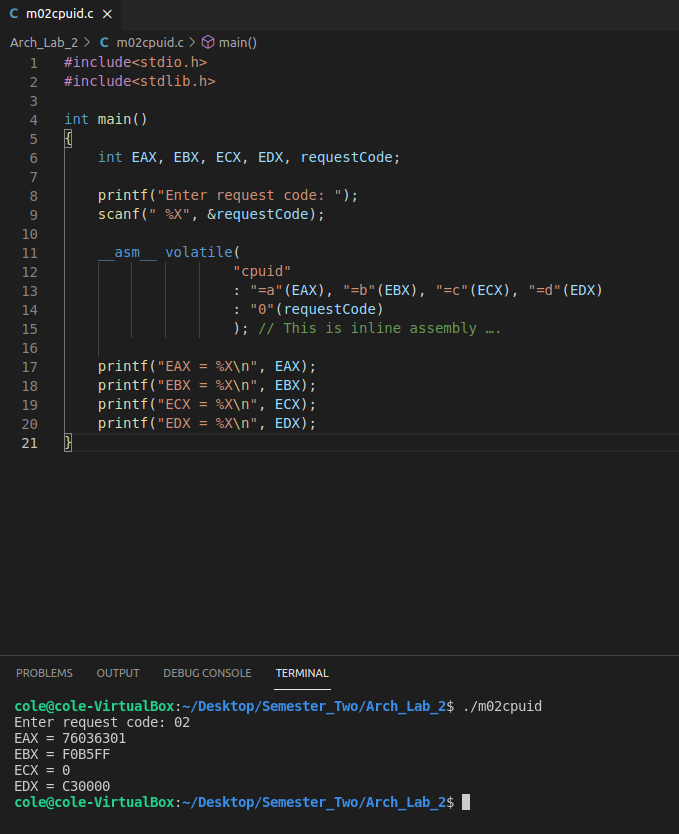 C m02cpuid.c ×
Arch_Lab_2 > C m02cpuid.c > main()
1 #include<stdio.h>
2 #include<stdlib.h>
3
4 int main()
5 {
6     int EAX, EBX, ECX, EDX, requestCode;
7
8     printf("Enter request code: ");
9     scanf(" %X", &requestCode);
10
11     __asm__ volatile(
12                     "cpuid"
13                     : "=a"(EAX), "=b"(EBX), "=c"(ECX), "=d"(EDX)
14                     : "0"(requestCode)
15                     ); // This is inline assembly ….
16
17     printf("EAX = %X\n", EAX);
18     printf("EBX = %X\n", EBX);
19     printf("ECX = %X\n", ECX);
20     printf("EDX = %X\n", EDX);
21 }
PROBLEMS OUTPUT DEBUG CONSOLE TERMINAL
cole@cole-VirtualBox:~/Desktop/Semester_Two/Arch_Lab_2$ ./m02cpuid
Enter request code: 02
EAX = 76036301
EBX = F0B5FF
ECX = 0
EDX = C30000
cole@cole-VirtualBox:~/Desktop/Semester_Two/Arch_Lab_2$